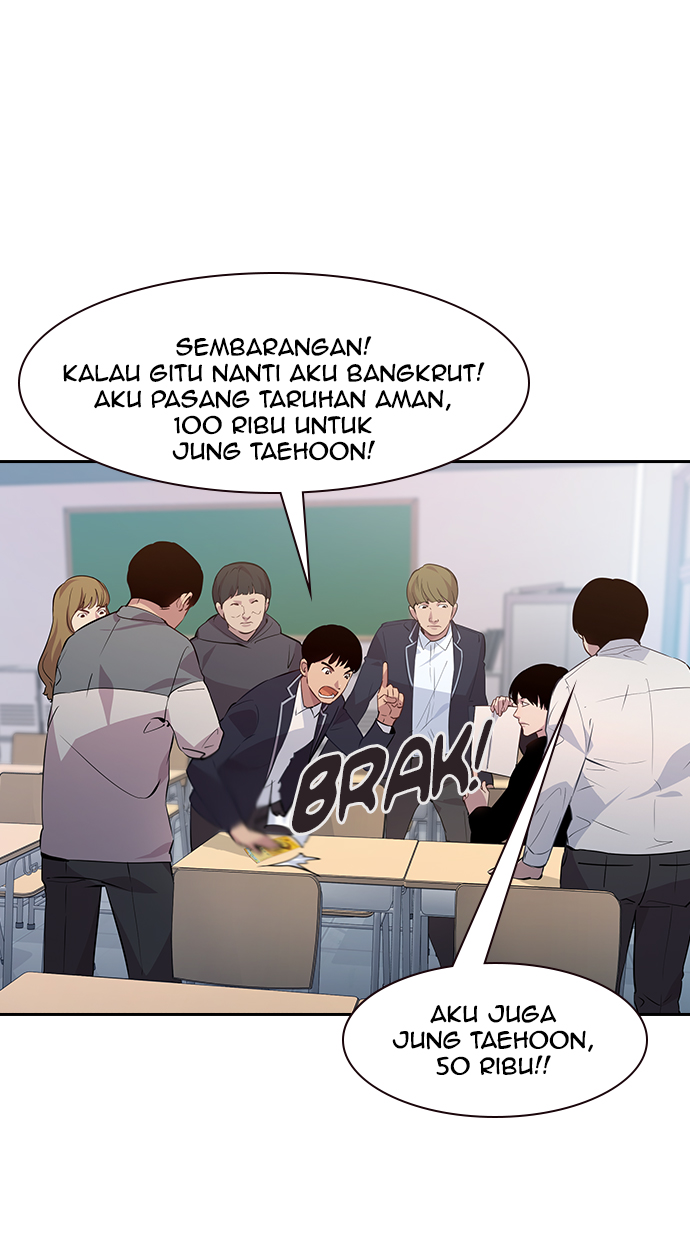 SEMBARANGAN!
KALAU GITU NANTI AKU BANGKRUT!
AKU PASANG TARUHAN AMAN,
100 RIBU UNTUK
JUNG TAEHOON!
BRAK!
AKU JUGA
JUNG TAEHOON,
50 RIBU!!